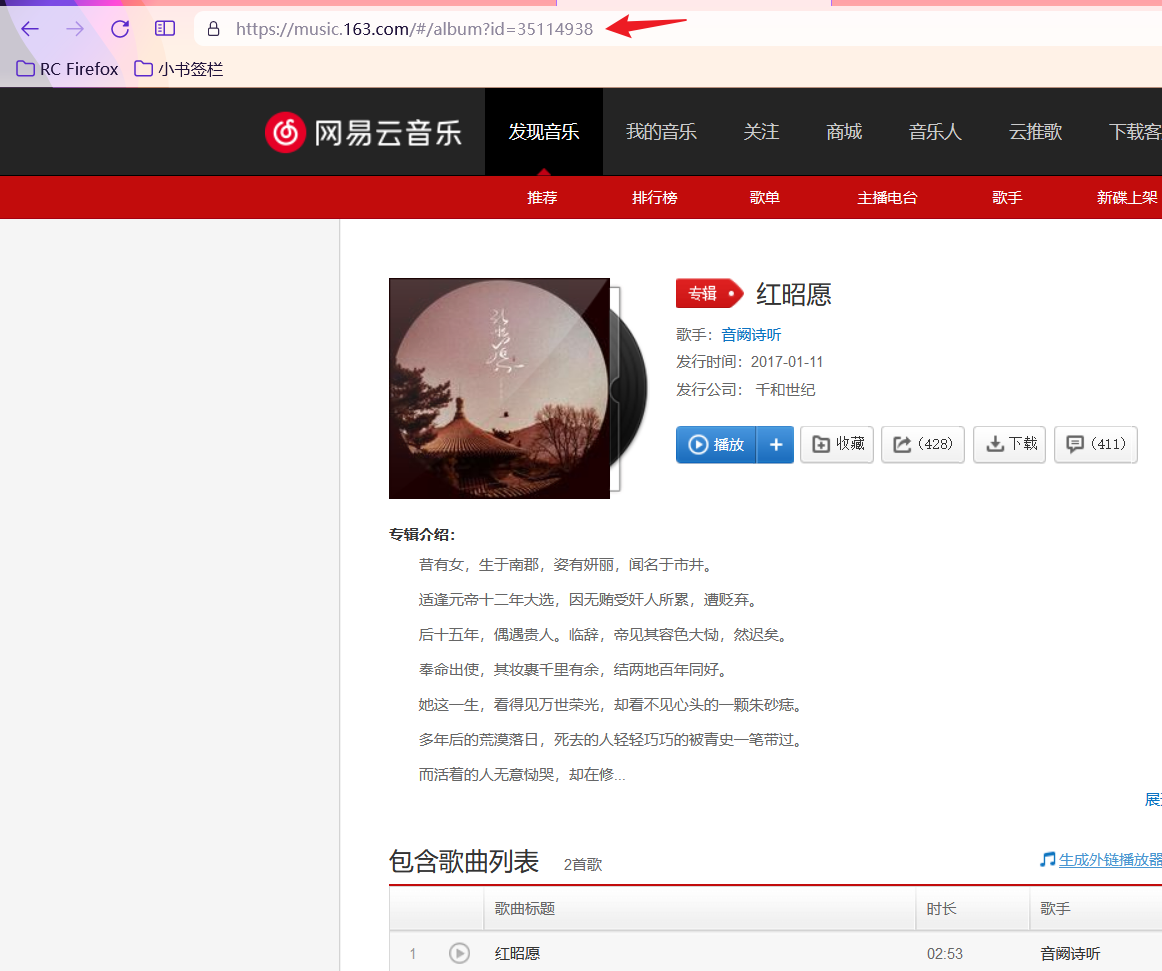 https://music.163.com/#/album?id=35114938
RC Firefox 小书签栏
网易云音乐 发现音乐 我的音乐 关注 商城 音乐人 云推歌 下载客
推荐 排行榜 歌单 主播电台 歌手 新碟上架
专辑 红昭愿
歌手：音阙诗听
发行时间：2017-01-11
发行公司： 千和世纪
播放 + 收藏 (428) 下载 (411)
专辑介绍：
昔有女，生于南郡，姿有妍丽，闻名于市井。
适逢元帝十二年大选，因无贿受奸人所累，遭贬弃。
后十五年，偶遇贵人。临辞，帝见其容色大恸，然迟矣。
奉命出使，其妆裹千里有余，结两地百年同好。
她这一生，看得见万世荣光，却看不见心头的一颗朱砂痣。
多年后的荒漠落日，死去的人轻轻巧巧的被青史一笔带过。
而活着的人无意恸哭，却在修...
展
包含歌曲列表 2首歌 生成外链播放器
歌曲标题 时长 歌手
1 红昭愿 02:53 音阙诗听